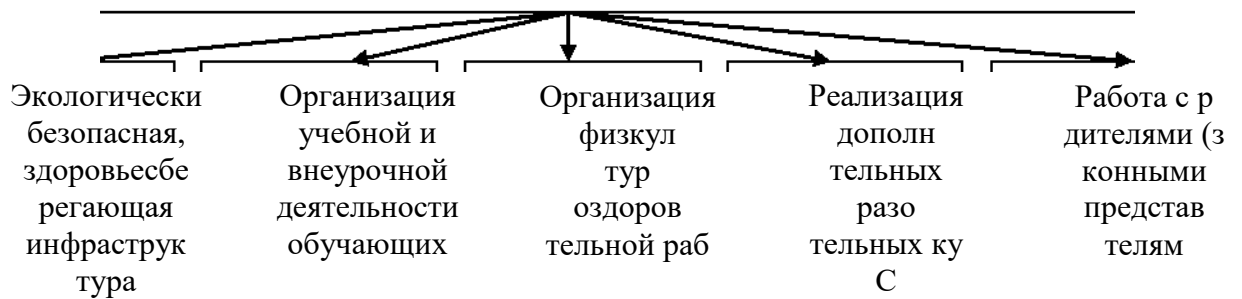 Экологически
безопасная,
здоровьесбе
регающая
инфраструк
тура
Организация
учебной и
внеурочной
деятельности
обучающих
Организация
физкул
тур
оздоров
тельной раб
Реализация
дополн
тельных
разо
тельных ку
С
Работа с р
дителями (з
конными
представ
телям